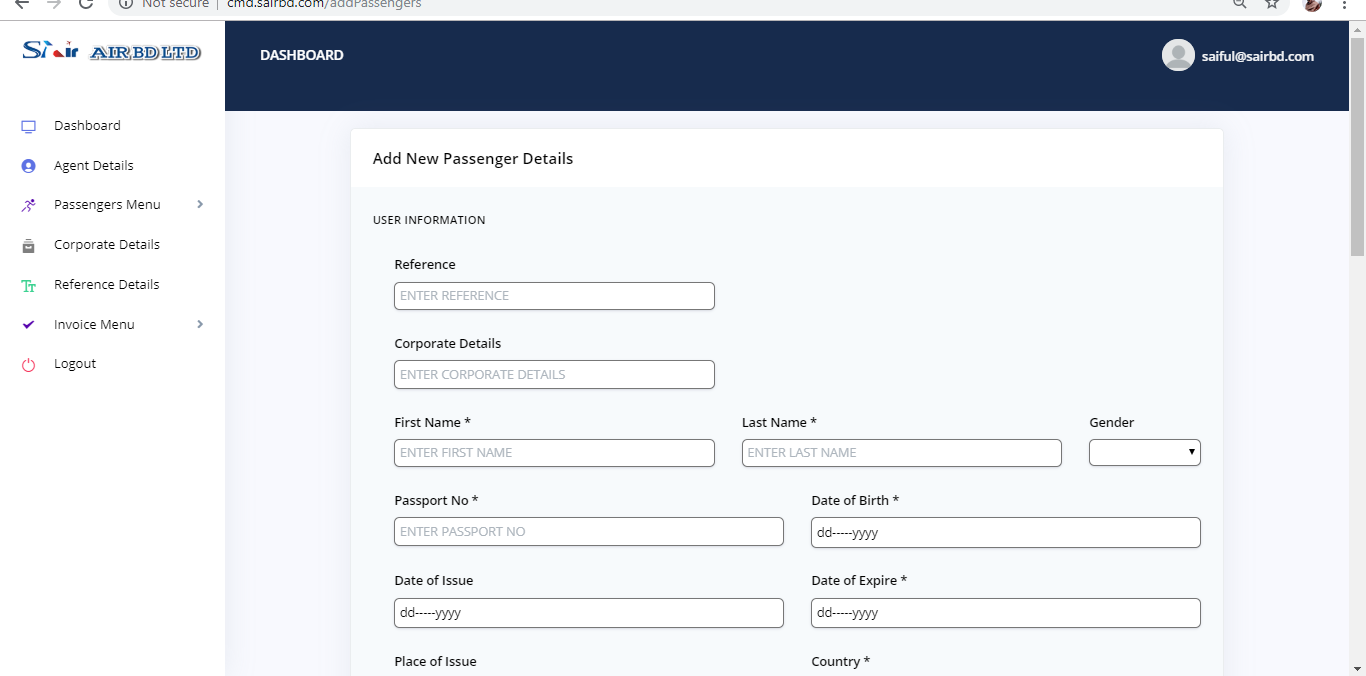 Not secure | cmd.sairbd.com/addPassengers
Sair AIR BD LTD
DASHBOARD
saiful@sairbd.com
Dashboard
Agent Details
Passengers Menu
Corporate Details
Reference Details
Invoice Menu
Logout
Add New Passenger Details
USER INFORMATION
Reference
ENTER REFERENCE
Corporate Details
ENTER CORPORATE DETAILS
First Name * Last Name * Gender
ENTER FIRST NAME ENTER LAST NAME
Passport No * Date of Birth *
ENTER PASSPORT NO dd-----yyyy
Date of Issue Date of Expire *
dd-----yyyy dd-----yyyy
Place of Issue Country *